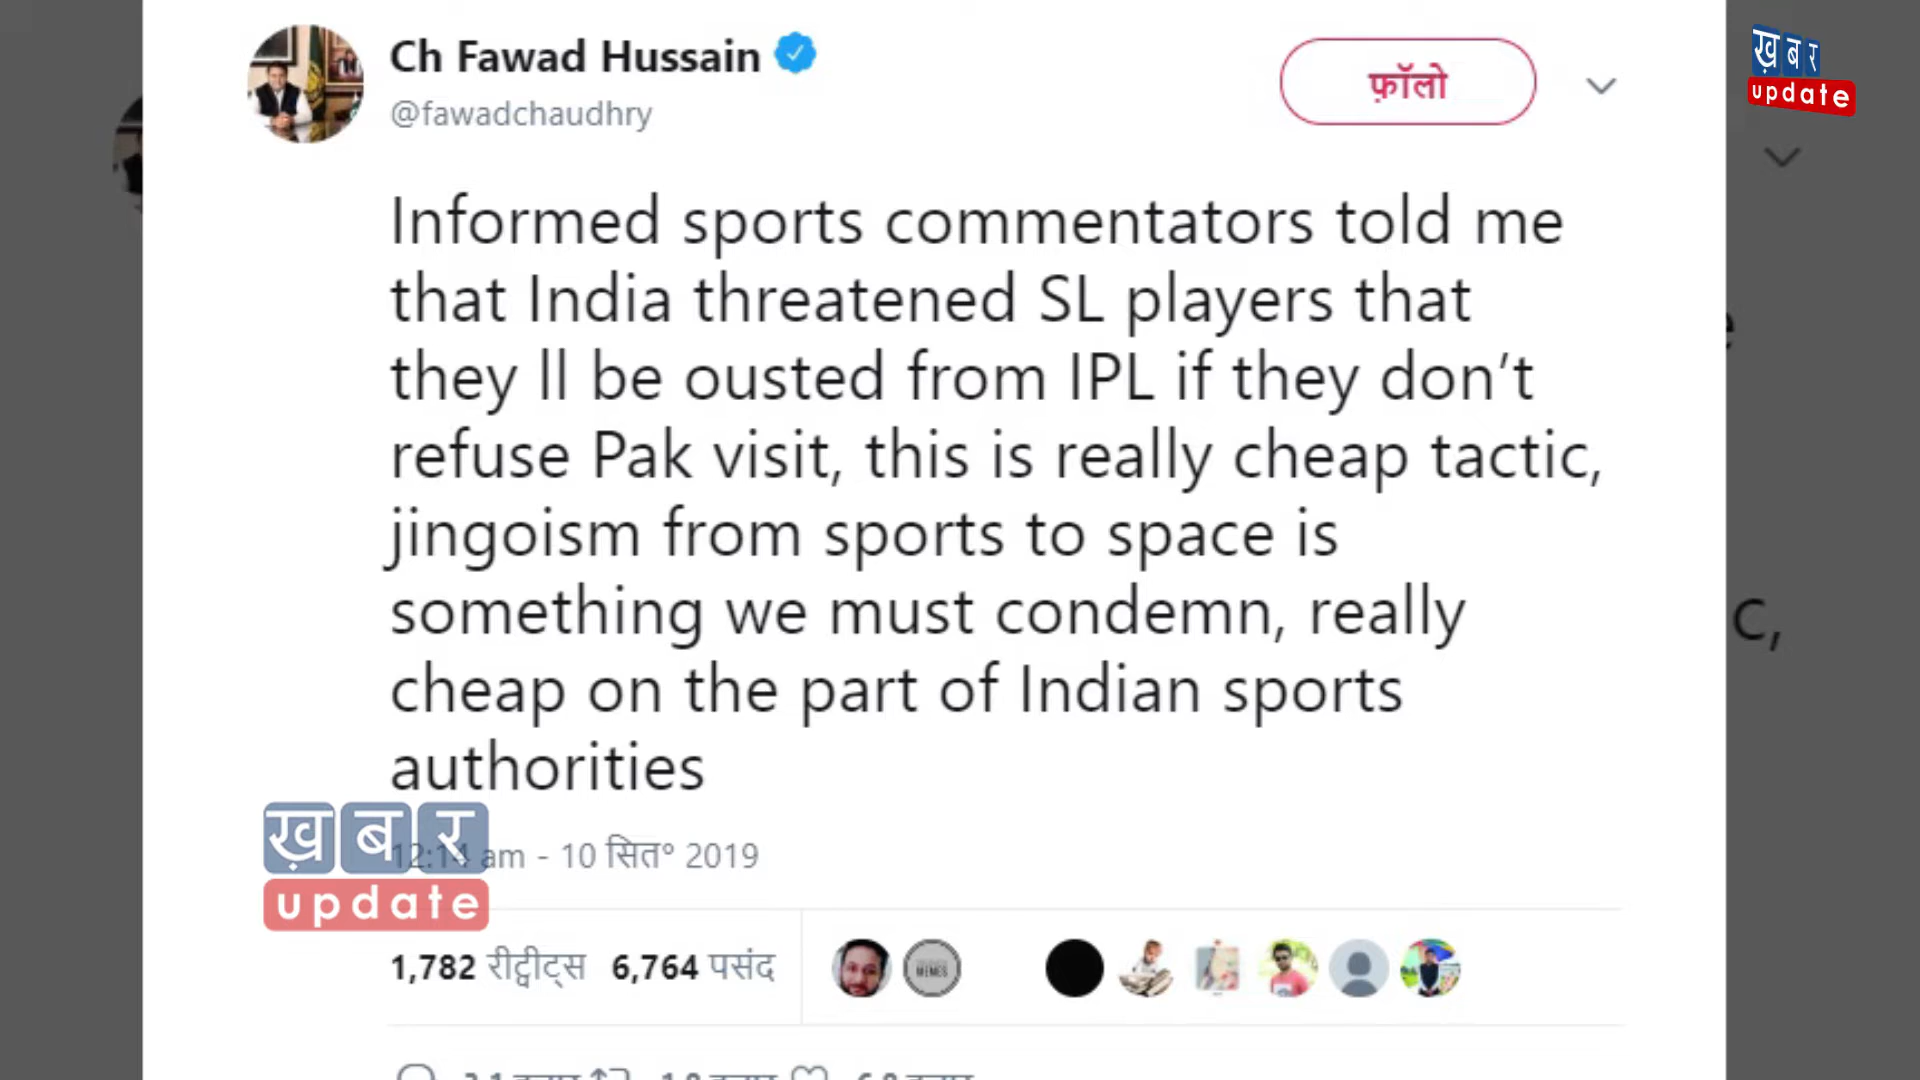 Ch Fawad Hussain
@fawadchaudhry
फ़ॉलो
ख़बर
update
Informed sports commentators told me
that India threatened SL players that
they ll be ousted from IPL if they don’t
refuse Pak visit, this is really cheap tactic,
jingoism from sports to space is
something we must condemn, really
cheap on the part of Indian sports
authorities
ख़बर
update
12:14 am - 10 सित॰ 2019
1,782 रीट्वीट्स 6,764 पसंद
MEMES
c,